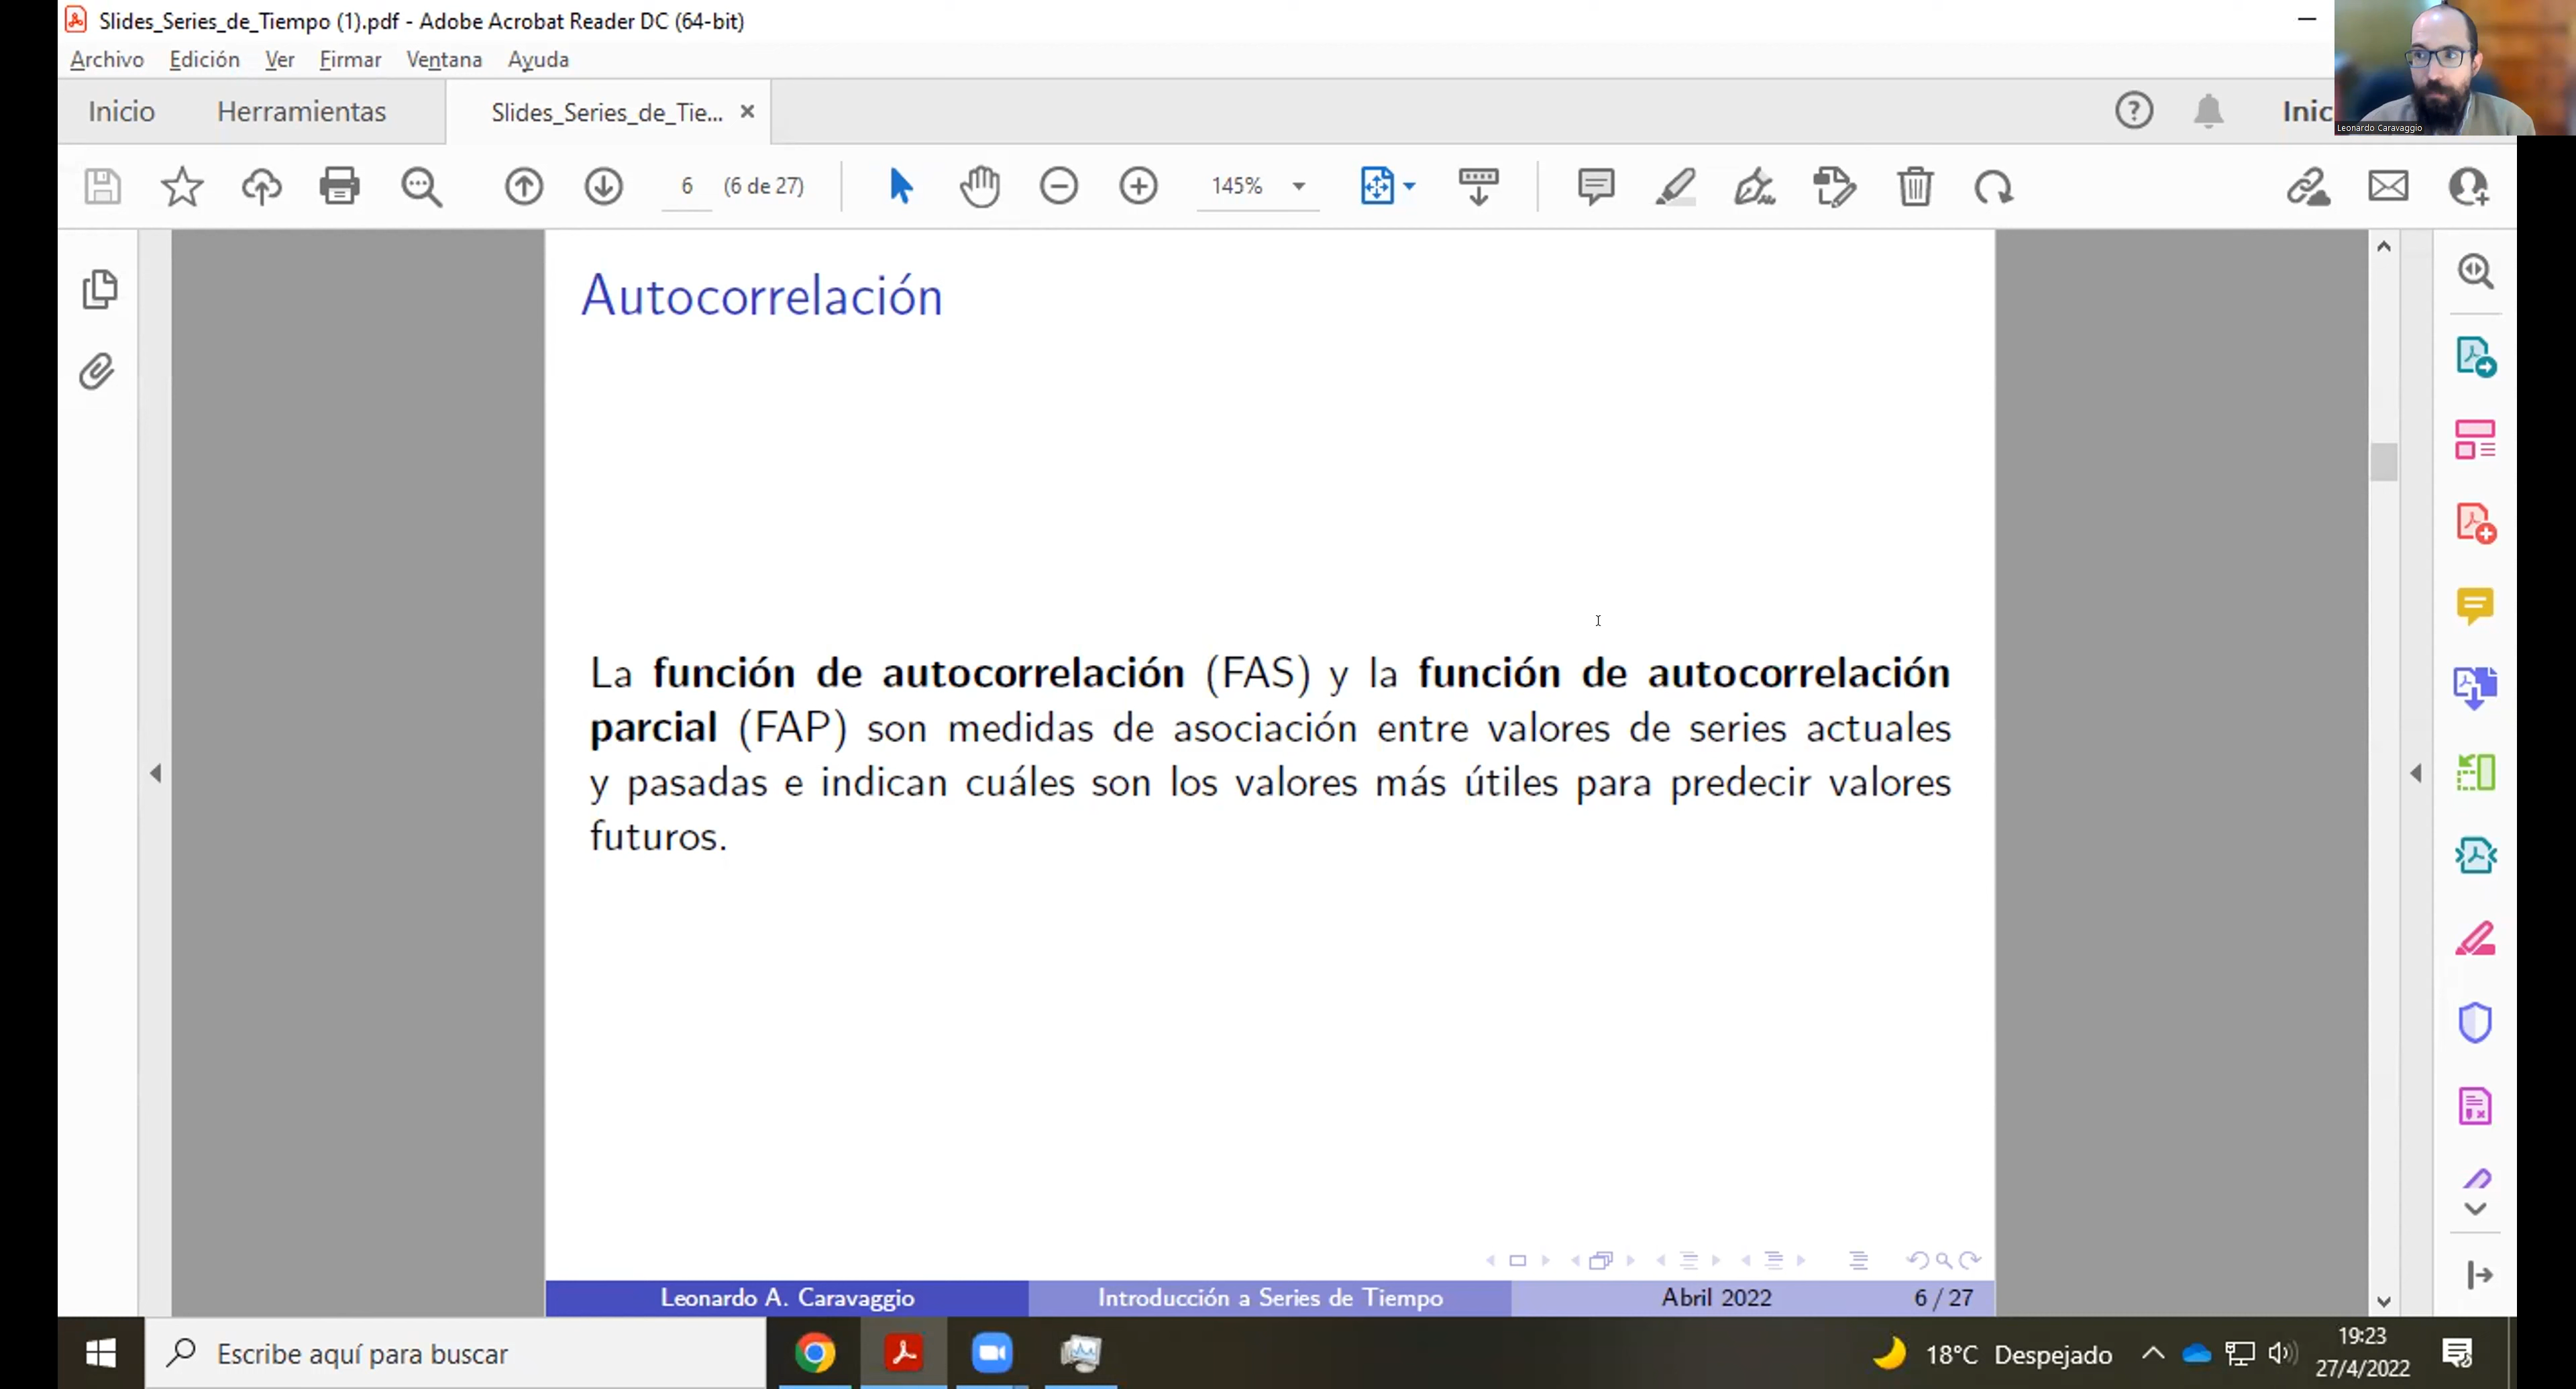 Slides_Series_de_Tiempo (1).pdf - Adobe Acrobat Reader DC (64-bit)
Archivo Edición Ver Firmar Ventana Ayuda
Inicio Herramientas Slides_Series_de_Tie... Inic
Leonardo Caravaggio
6 (6 de 27) 145%
Autocorrelación
La función de autocorrelación (FAS) y la función de autocorrelación
parcial (FAP) son medidas de asociación entre valores de series actuales
y pasadas e indican cuáles son los valores más útiles para predecir valores
futuros.
Leonardo A. Caravaggio Introducción a Series de Tiempo Abril 2022 6 / 27
Escribe aquí para buscar
18°C Despejado
19:23
27/4/2022